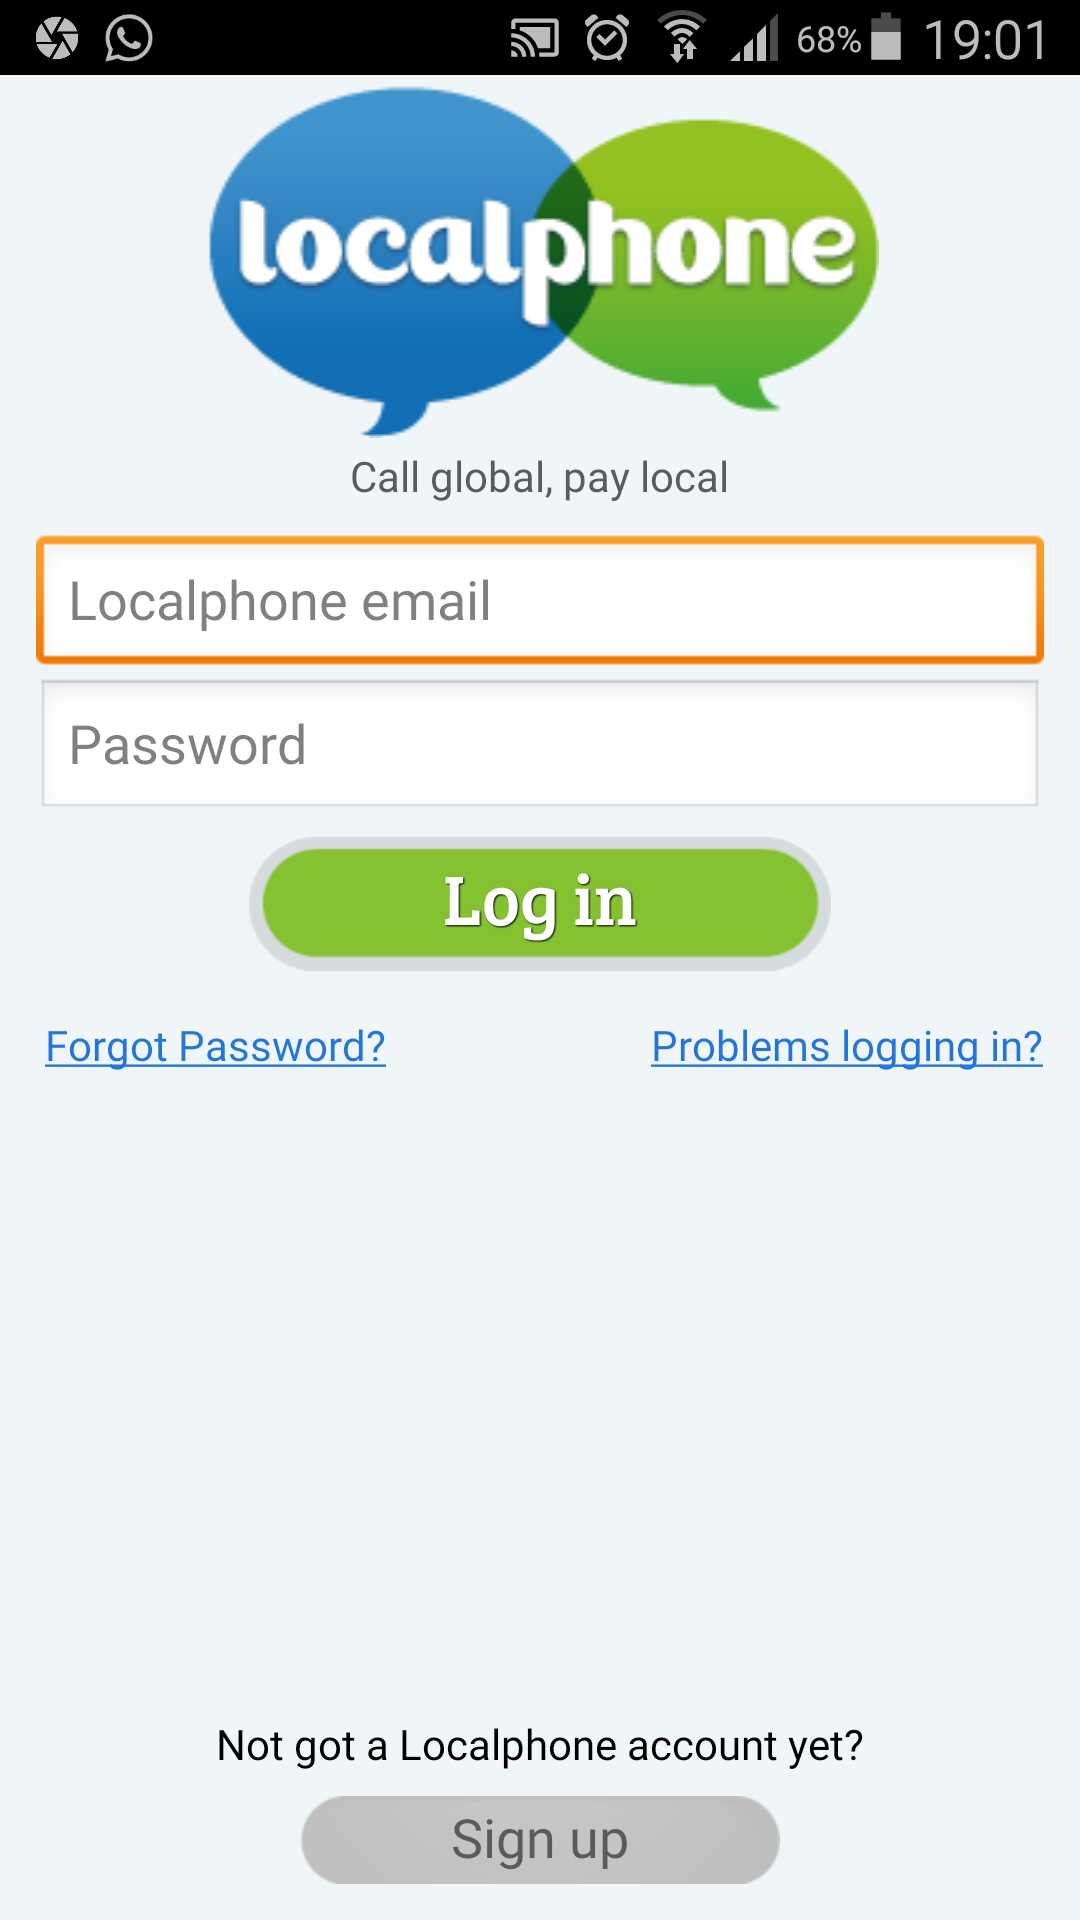 68% 19:01
localphone
Call global, pay local
Localphone email
Password
Log in
Forgot Password? Problems logging in?
Not got a Localphone account yet?
Sign up